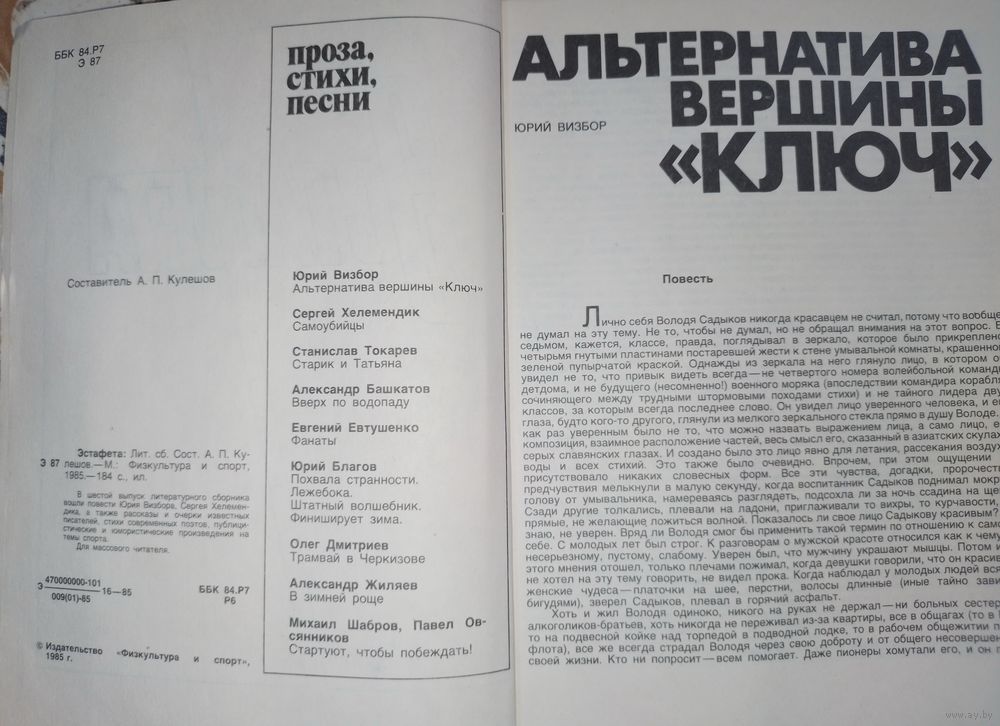 ББК 84.Р7
Э 87
Составитель А. П. Кулешов
Эстафета: Лит. сб. Сост. А. П. Ку-
Э 87 лешов.—М.: Физкультура и спорт,
1985.—184 с., ил.
В шестой выпуск литературного сборника
вошли повести Юрия Визбора, Сергея Хелемен-
дика, а также рассказы и очерки известных
писателей, стихи современных поэтов, публицис-
тические и юмористические произведения на
темы спорта.
Для массового читателя.
Э 470000000-101 16—85
009(01)-85
ББК 84.Р7
Р6
© Издательство «Физкультура и спорт»,
1985 г.
проза,
стихи,
песни
Юрий Визбор
Альтернатива вершины «Ключ»
Сергей Хелемендик
Самоубийцы
Станислав Токарев
Старик и Татьяна
Александр Башкатов
Вверх по водопаду
Евгений Евтушенко
Фанаты
Юрий Благов
Похвала странности.
Лежебока.
Штатный волшебник.
Финиширует зима.
Олег Дмитриев
Трамвай в Черкизове
Александр Жиляев
В зимней роще
Михаил Шабров, Павел Ов-
сянников
Стартуют, чтобы побеждать!
АЛЬТЕРНАТИВА
ВЕРШИНЫ
«КЛЮЧ»
ЮРИЙ ВИЗБОР
Повесть
Лично себя Володя Садыков никогда красавцем не считал, потому что вообще
не думал на эту тему. Не то, чтобы не думал, но не обращал внимания на этот вопрос. В
седьмом, кажется, классе, правда, поглядывал в зеркало, которое было прикреплено
четырьмя гнутыми пластинами постаревшей жести к стене умывальной комнаты, крашенной
зеленой пупырчатой краской. Однажды из зеркала на него глянуло лицо, в котором о
увидел не то, что привык видеть всегда—не четвертого номера волейбольной команды
детдома, и не будущего (несомненно!) военного моряка (впоследствии командира корабл
сочиняющего между трудными штормовыми походами стихи) и не тайного лидера дву
классов, за которым всегда последнее слово. Он увидел лицо уверенного человека, и е
глаза, будто кого-то другого, глянули из мелкого зеркального стекла прямо в душу Володе.
как раз уверенным было не то, что можно назвать выражением лица, а само лицо, е
композиция, взаимное расположение частей, весь смысл его, сказанный в азиатских скулах
серых славянских глазах. И создано было это лицо явно для летания, рассекания воздух
воды и всех стихий. Это также было очевидно. Впрочем, при этом ощущении
присутствовало никаких словесных форм. Все эти чувства, догадки, пророчест
предчувствия мелькнули в малую секунду, когда воспитанник Садыков поднимал мокр
голову от умывальника, намереваясь разглядеть, подсохла ли за ночь ссадина на ще
Сзади другие толкались, плевали на ладони, приглаживали то вихры, то курчавости,
прямые, не желающие ложиться волной. Показалось ли свое лицо Садыкову красивым?
знаю, не уверен. Вряд ли Володя смог бы применить такой термин по отношению к сам
себе. С молодых лет был строг. К разговорам о мужской красоте относился как к чему
несерьезному, пустому, слабому. Уверен был, что мужчину украшают мышцы. Потом и
этого мнения отошел, только плечами пожимал, когда девушки говорили, что он красив
не хотел на эту тему говорить, не видел прока. Когда наблюдал у молодых людей вся
женские чудеса—платочки на шее, перстни, волосы длинные (иные тайно зави
бигудями), зверел Садыков, плевал в горячий асфальт.
Хоть и жил Володя одиноко, никого на руках не держал—ни больных сестер
алкоголиков-братьев, хоть никогда не переживал из-за квартиры, все в общагах (то в
то на подвесной койке над торпедой в подводной лодке, то в рабочем общежитии п
флота), все же всегда страдал Володя через свою доброту и от общего несовершен
своей жизни. Кто ни попросит—всем помогает. Даже пионеры хомутали его, и он п
www.ay.by